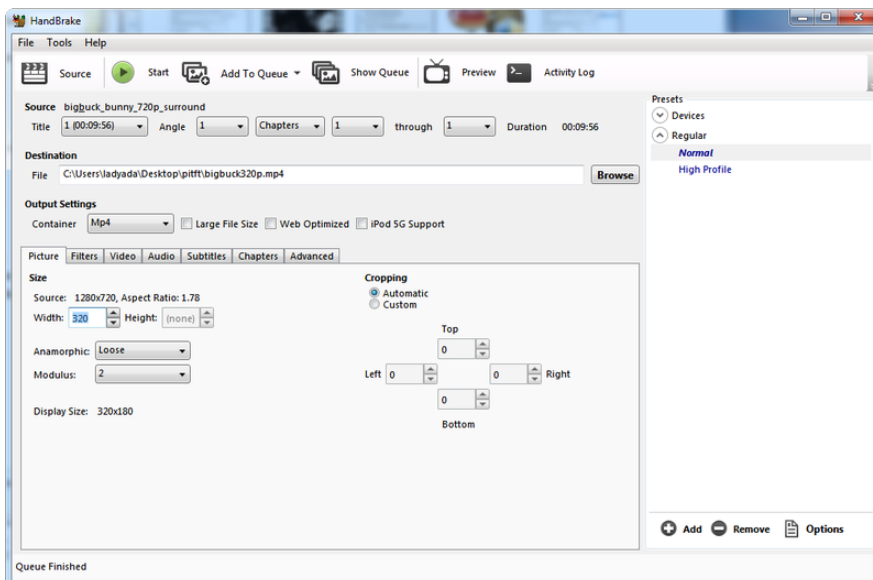 HandBrake
File Tools Help
Source Start Add To Queue Show Queue Preview Activity Log
Source bigbuck_bunny_720p_surround
Title 1 (00:09:56) Angle 1 Chapters 1 through 1 Duration 00:09:56
Destination
File C:\Users\ladyada\Desktop\pitft\bigbuck320p.mp4 Browse
Output Settings
Container Mp4 Large File Size Web Optimized iPod 5G Support
Picture Filters Video Audio Subtitles Chapters Advanced
Size
Source: 1280x720, Aspect Ratio: 1.78
Width: 320 Height: (none)
Anamorphic: Loose
Modulus: 2
Display Size: 320x180
Cropping
Automatic
Custom
Top
0
Left 0 0 Right
0
Bottom
Presets
Devices
Regular
Normal
High Profile
Add Remove Options
Queue Finished